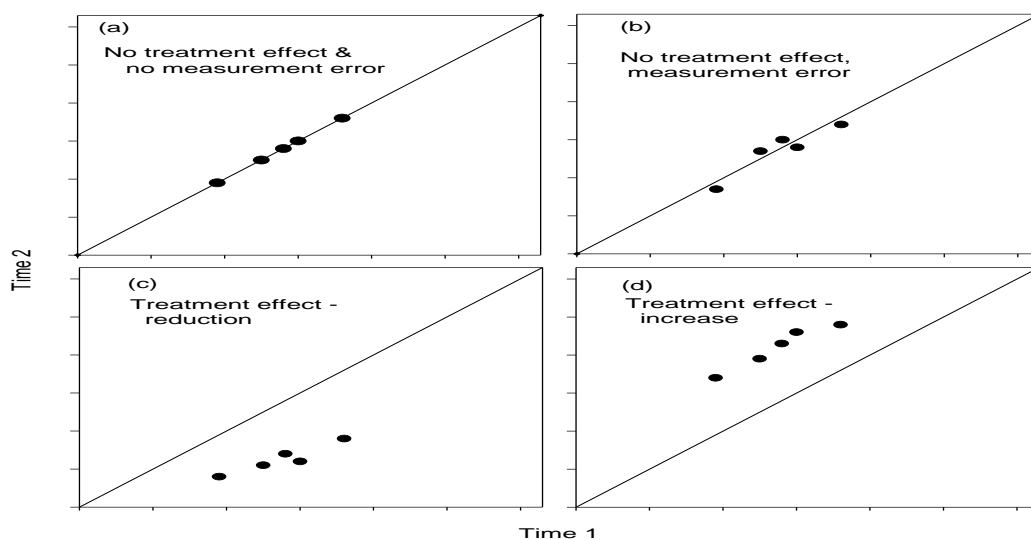 (a)
No treatment effect &
no measurement error
(b)
No treatment effect,
measurement error
Time 2
(c)
Treatment effect -
reduction
(d)
Treatment effect -
increase
Time 1